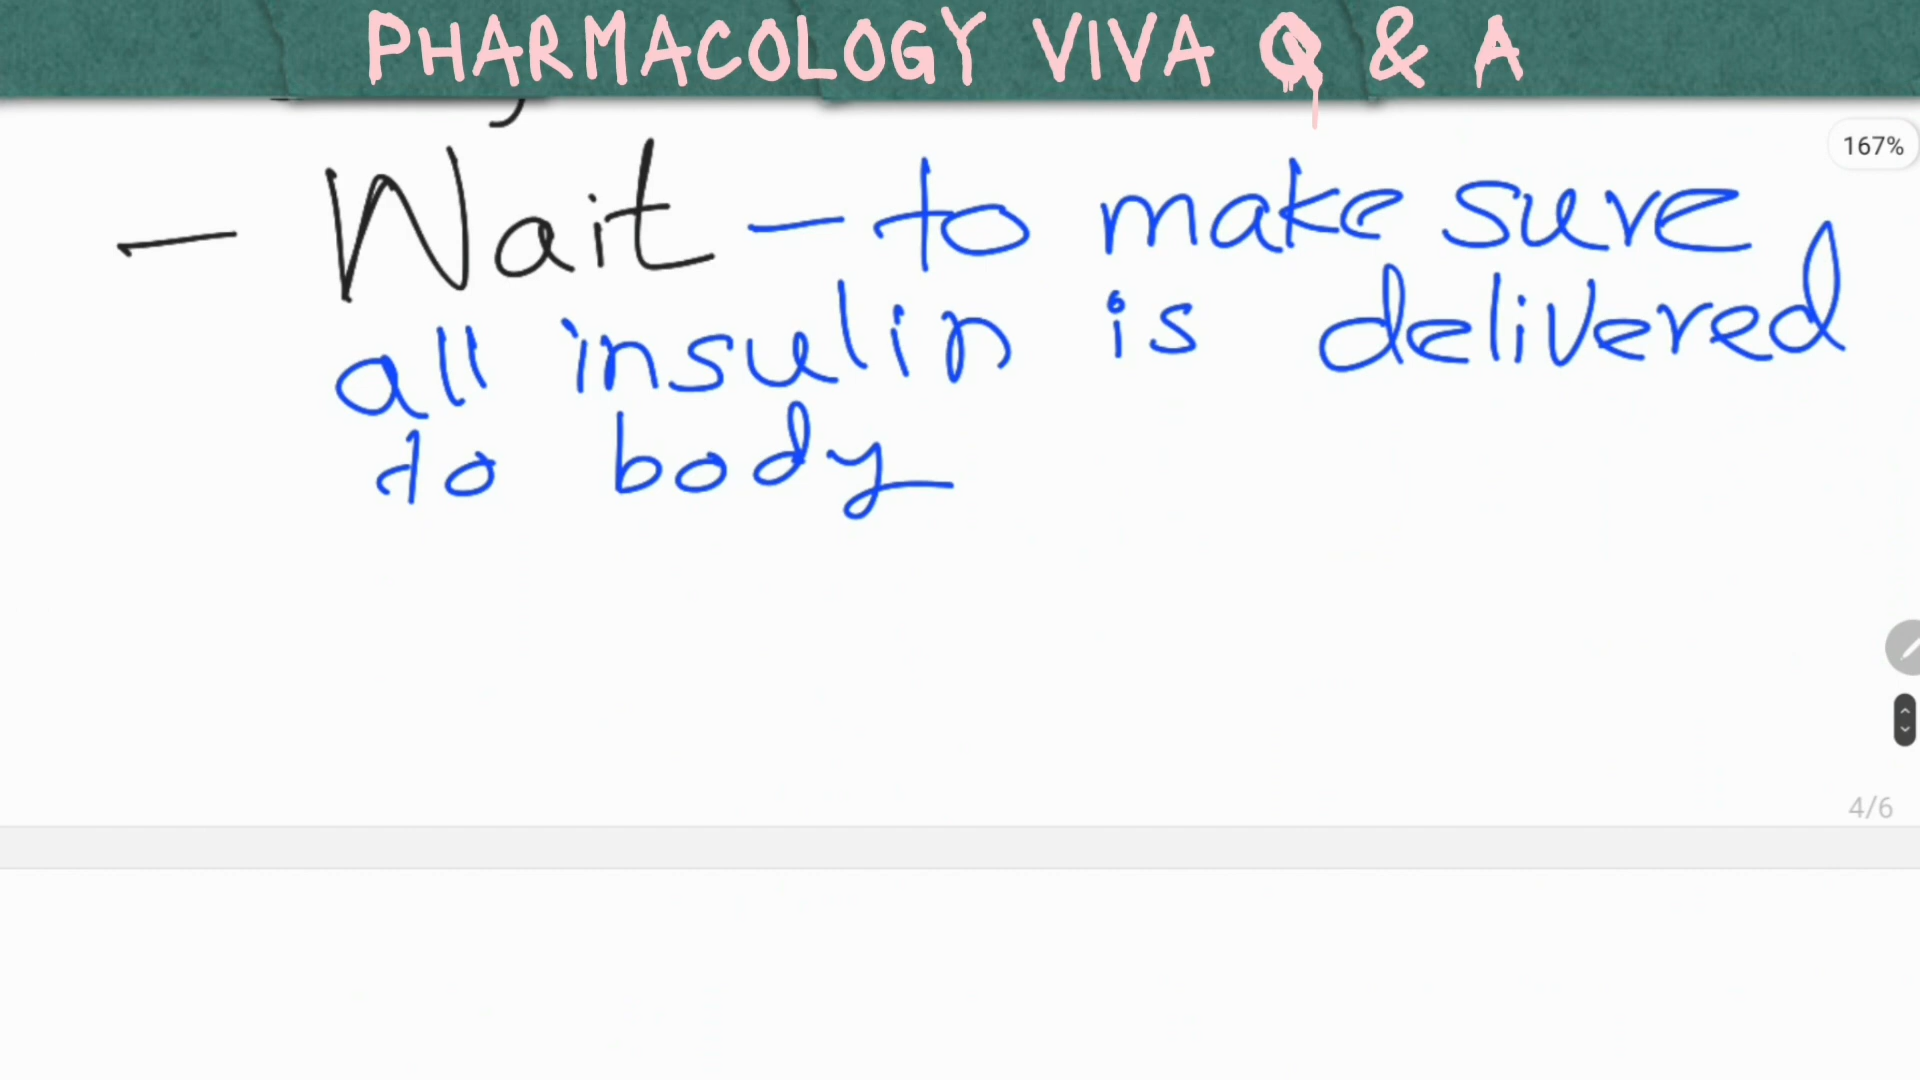 PHARMACOLOGY VIVA Q & A
167%
- Wait - to make sure
all insulin is delivered
to body
4/6